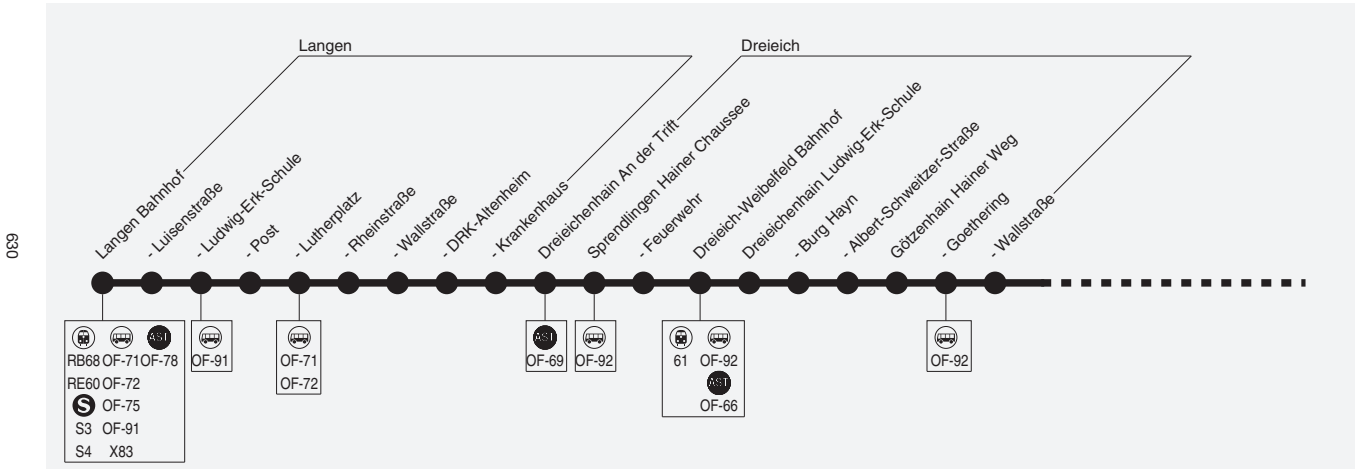 Langen
Dreieich
Langen Bahnhof
- Luisenstraße
- Ludwig-Erk-Schule
- Post
- Lutherplatz
- Rheinstraße
- Wallstraße
- DRK-Altenheim
- Krankenhaus
Dreieichenhain An der Trift
Sprendlingen Hainer Chaussee
- Feuerwehr
Dreieich-Weibelfeld Bahnhof
Dreieichenhain Ludwig-Erk-Schule
- Burg Hayn
- Albert-Schweitzer-Straße
Götzenhain Hainer Weg
- Goethering
- Wallstraße
630
AST
RB68 OF-71 OF-78
RE60 OF-72
S OF-75
S3 OF-91
S4 X83
OF-91
OF-71
OF-72
AST
OF-69
OF-92
61 OF-92
AST
OF-66
OF-92